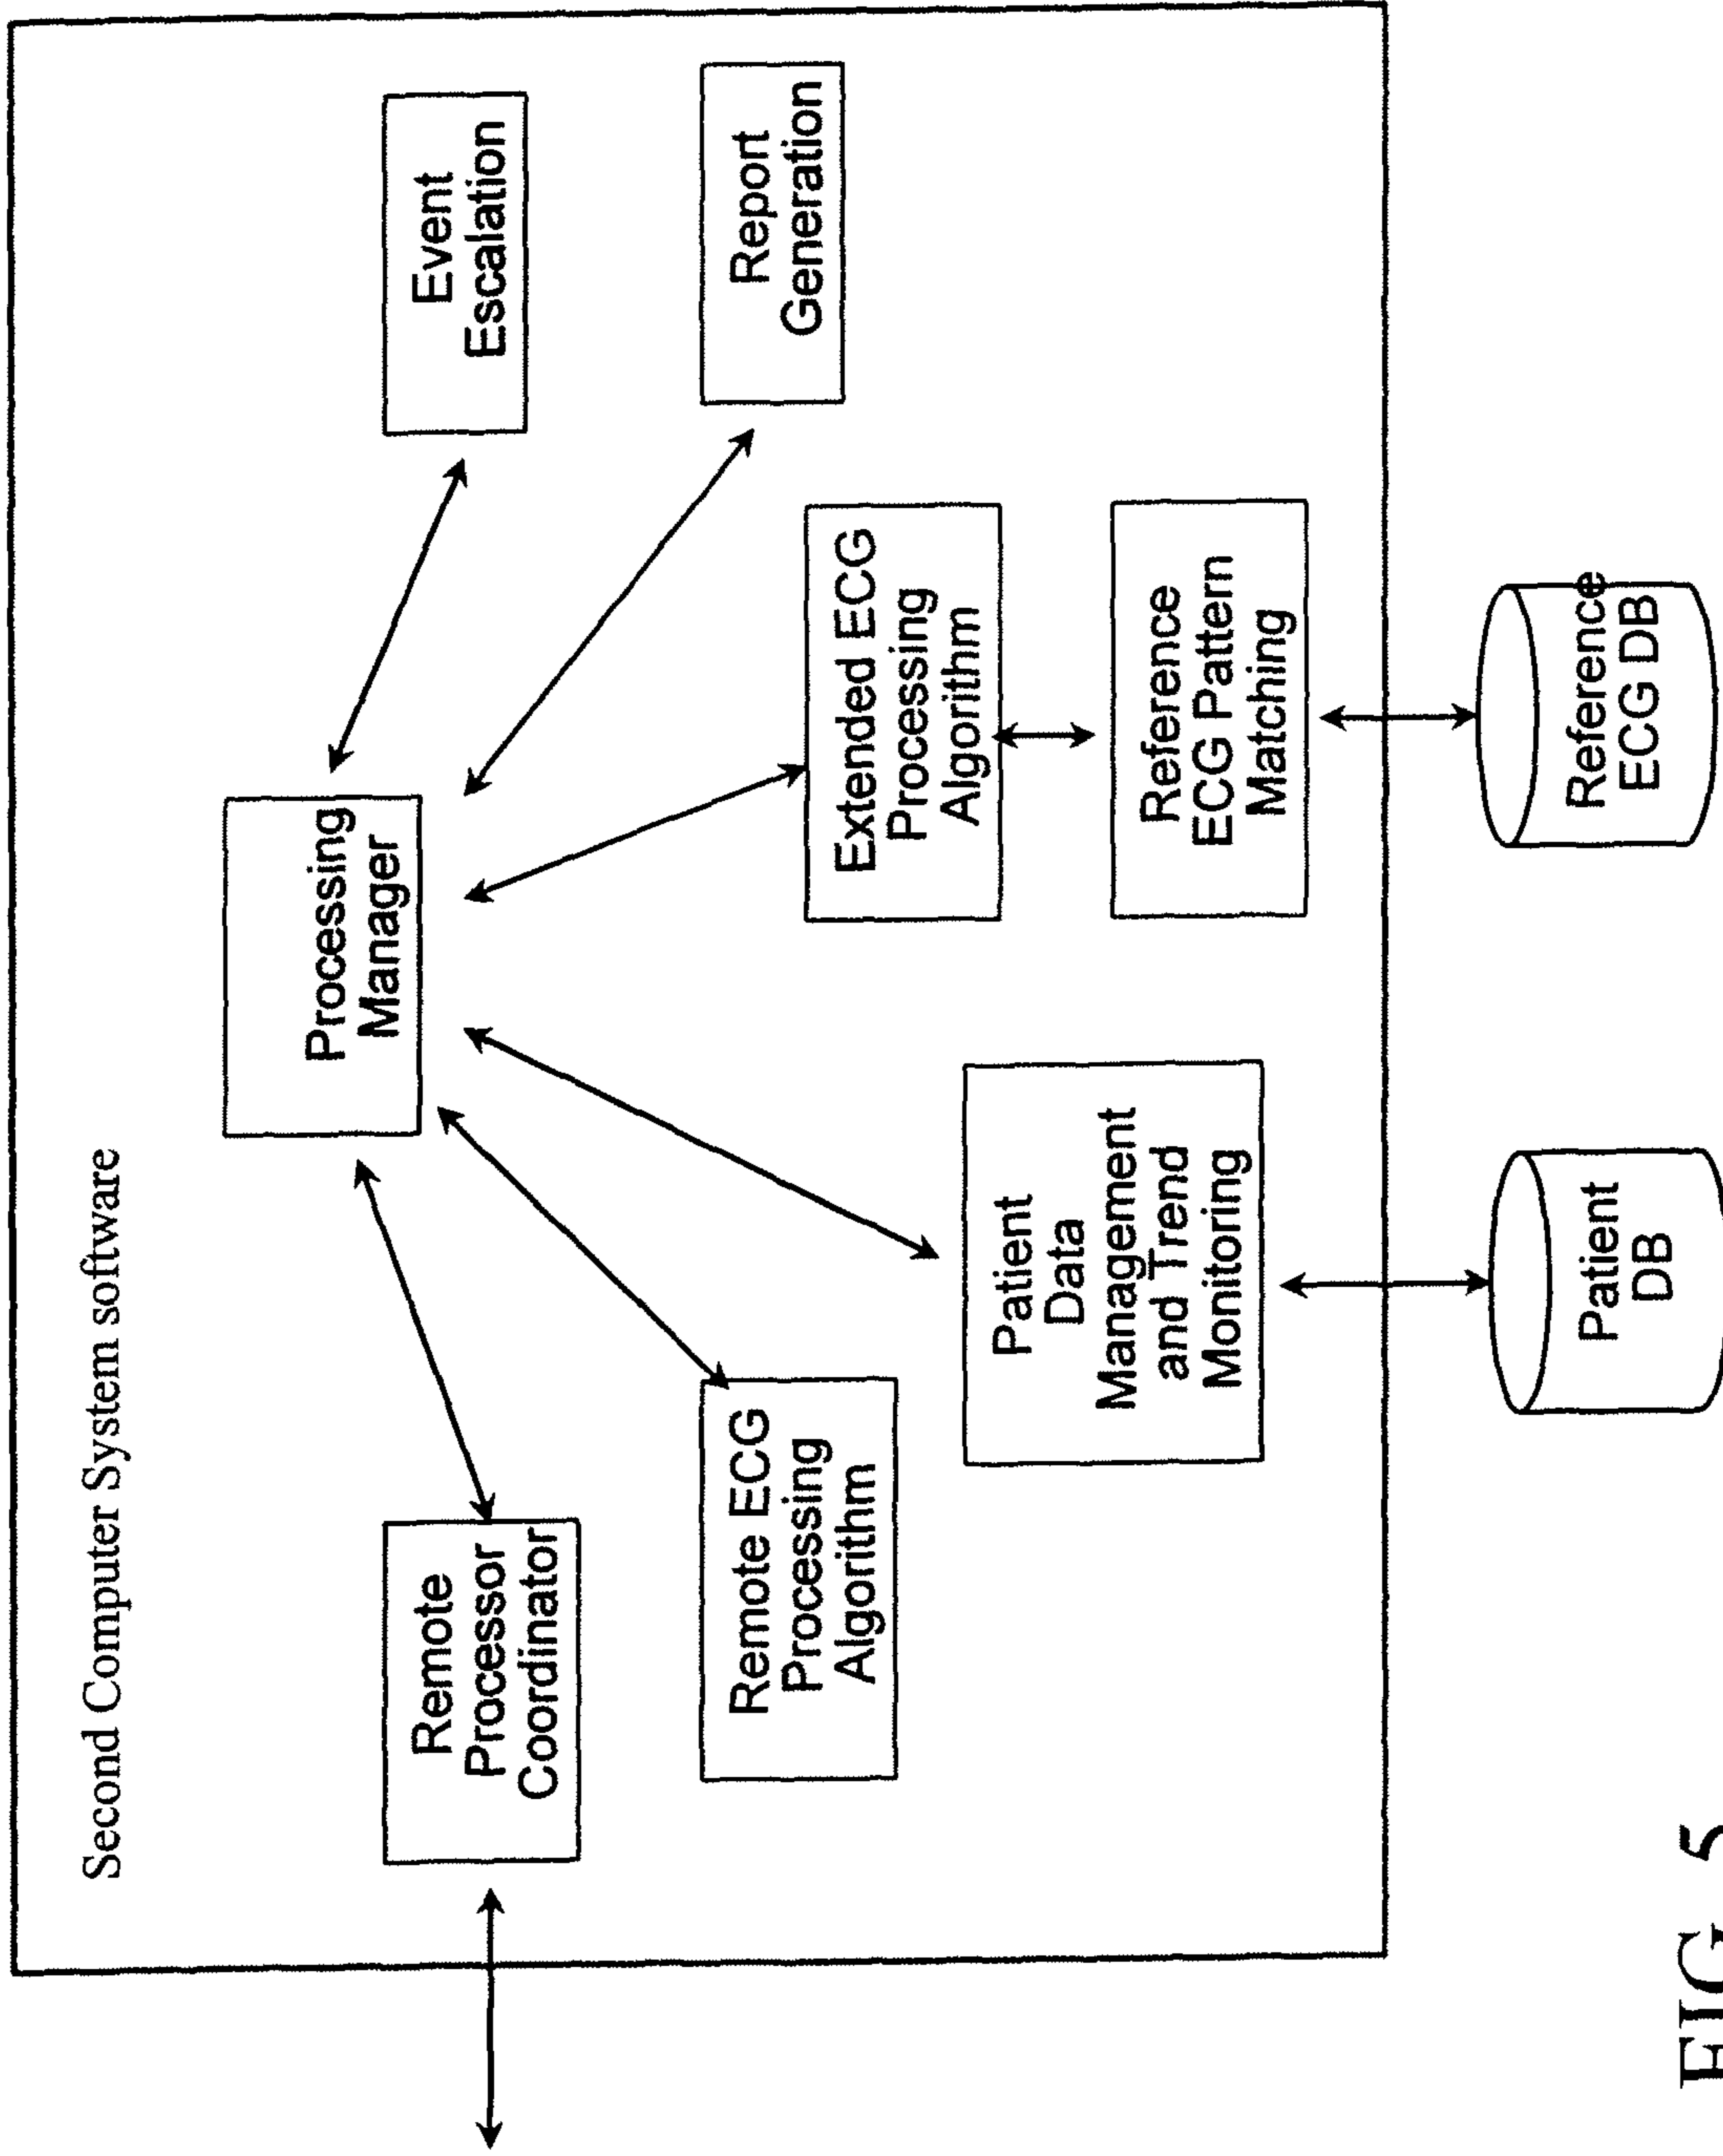 Second Computer System software
Processing
Manager
Remote
Processor
Coordinator
Event
Escalation
Remote ECG
Processing
Algorithm
Report
Generation
Patient
Data
Management
and Trend
Monitoring
Extended ECG
Processing
Algorithm
Reference
ECG Pattern
Matching
Patient
DB
Reference
ECG DB
FIG. 5